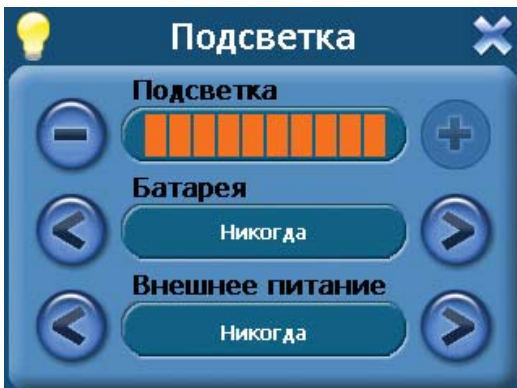 Подсветка
Подсветка
Батарея
Никогда
Внешнее питание
Никогда